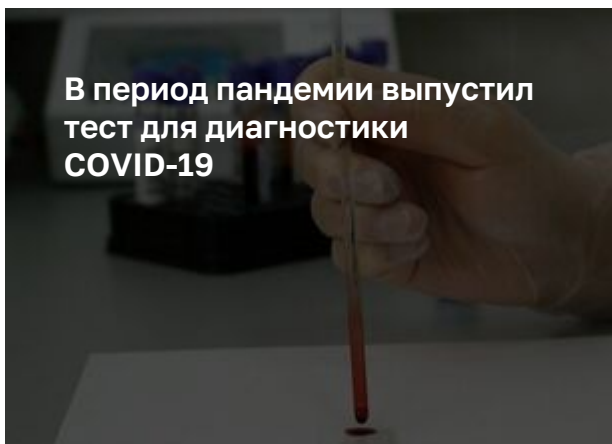 В период пандемии выпустил
тест для диагностики
COVID-19